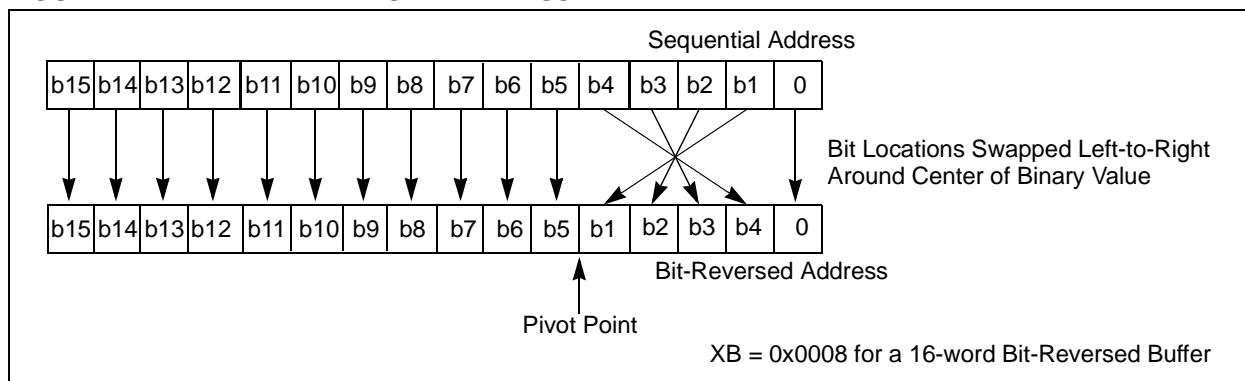 Sequential Address
b15 b14 b13 b12 b11 b10 b9 b8 b7 b6 b5 b4 b3 b2 b1 0
Bit Locations Swapped Left-to-Right
Around Center of Binary Value
b15 b14 b13 b12 b11 b10 b9 b8 b7 b6 b5 b1 b2 b3 b4 0
Bit-Reversed Address
Pivot Point
XB = 0x0008 for a 16-word Bit-Reversed Buffer